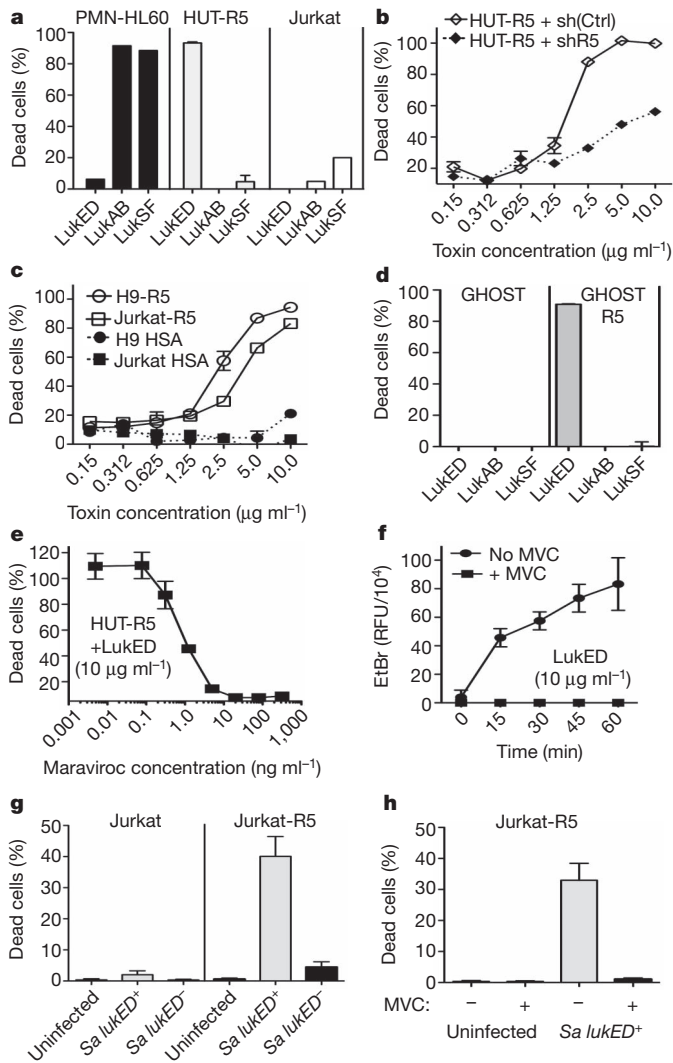 a
PMN-HL60 HUT-R5 Jurkat
Dead cells (%)
100
80
60
40
20
0
LukED LukAB LukSF LukED LukAB LukSF LukED LukAB LukSF
b
HUT-R5 + sh(Ctrl)
HUT-R5 + shR5
Dead cells (%)
100
80
60
40
20
0.15 0.312 0.625 1.25 2.5 5.0 10.0
Toxin concentration (μg ml–1)
c
H9-R5
Jurkat-R5
H9 HSA
Jurkat HSA
Dead cells (%)
100
80
60
40
20
0
0.15 0.312 0.625 1.25 2.5 5.0 10.0
Toxin concentration (μg ml–1)
d
GHOST GHOST
R5
Dead cells (%)
100
80
60
40
20
0
LukED LukAB LukSF LukED LukAB LukSF
e
Dead cells (%)
120
100
80
60
40
20
HUT-R5
+LukED
(10 μg ml–1)
0.001 0.01 0.1 1.0 10 100 1,000
Maraviroc concentration (ng ml–1)
f
No MVC
+ MVC
EtBr (RFU/10⁴)
100
80
60
40
20
0
LukED
(10 μg ml–1)
0 15 30 45 60
Time (min)
g
Jurkat Jurkat-R5
Dead cells (%)
50
40
30
20
10
0
Uninfected Sa lukED+ Sa lukED– Uninfected Sa lukED+ Sa lukED–
h
Jurkat-R5
Dead cells (%)
50
40
30
20
10
0
MVC: – + – +
Uninfected Sa lukED+